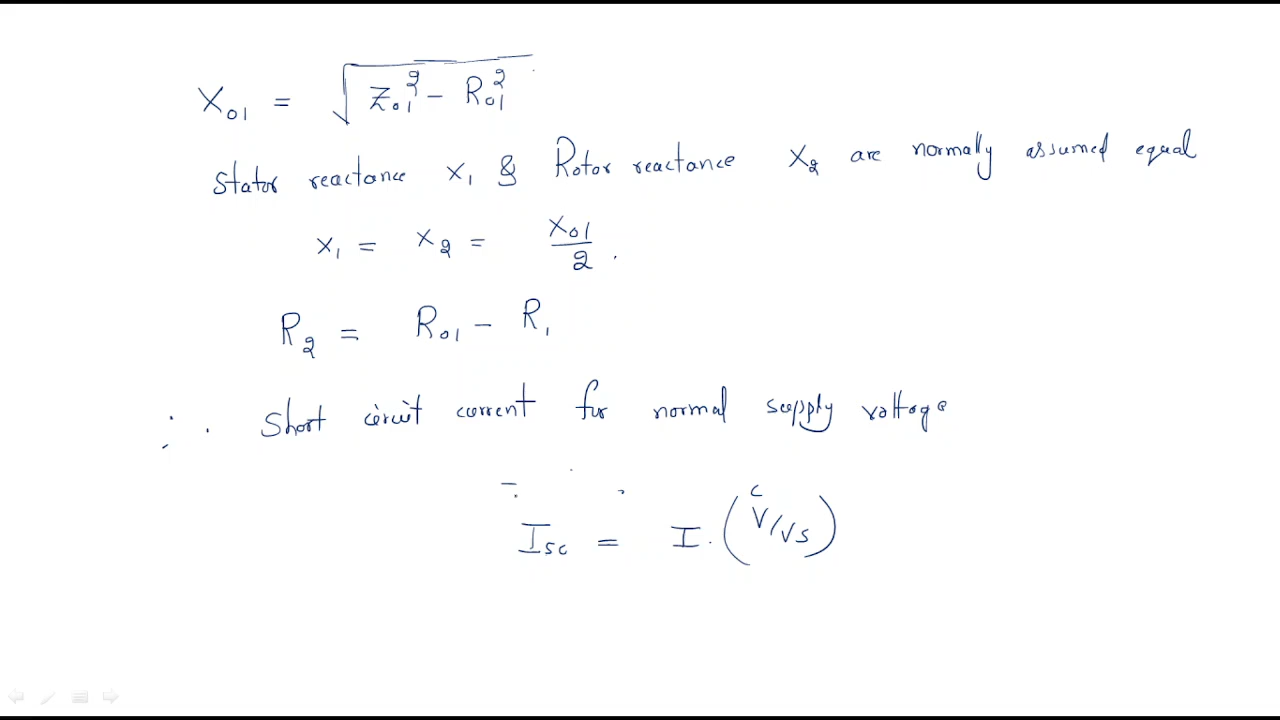 X₀₁ = √(Z₀₁² - R₀₁²)
Stator reactance X₁ & Rotor reactance X₂ are normally assumed equal
X₁ = X₂ = X₀₁/2.
R₂ = R₀₁ - R₁
∴ Short circuit current for normal supply voltage
I_sc = I.(V/Vs)